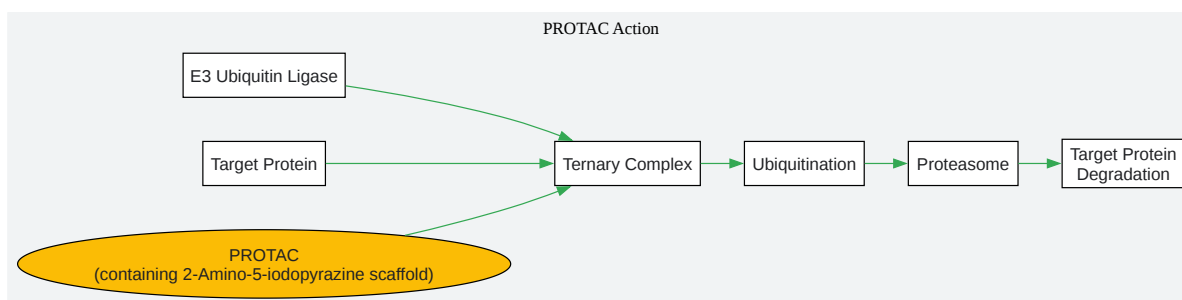 PROTAC Action
E3 Ubiquitin Ligase
Target Protein
PROTAC
(containing 2-Amino-5-iodopyrazine scaffold)
Ternary Complex
Ubiquitination
Proteasome
Target Protein
Degradation